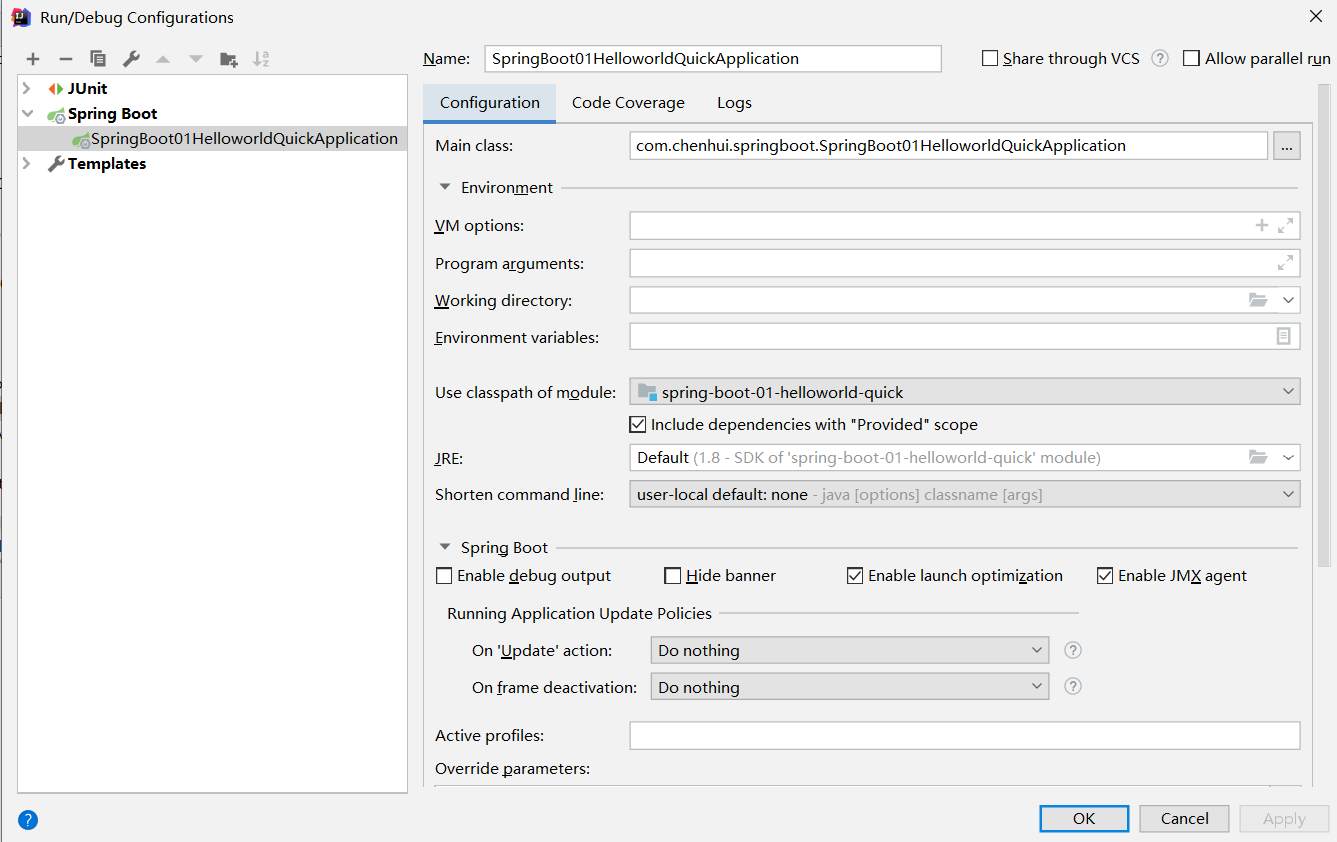 Run/Debug Configurations
Name: SpringBoot01HelloworldQuickApplication Share through VCS ? Allow parallel run
JUnit
Spring Boot
SpringBoot01HelloworldQuickApplication
Templates
Configuration Code Coverage Logs
Main class: com.chenhui.springboot.SpringBoot01HelloworldQuickApplication ...
Environment
VM options:
Program arguments:
Working directory:
Environment variables:
Use classpath of module: spring-boot-01-helloworld-quick
Include dependencies with "Provided" scope
JRE: Default (1.8 - SDK of 'spring-boot-01-helloworld-quick' module)
Shorten command line: user-local default: none - java [options] classname [args]
Spring Boot
Enable debug output Hide banner Enable launch optimization Enable JMX agent
Running Application Update Policies
On 'Update' action: Do nothing ?
On frame deactivation: Do nothing ?
Active profiles:
Override parameters:
? OK Cancel Apply